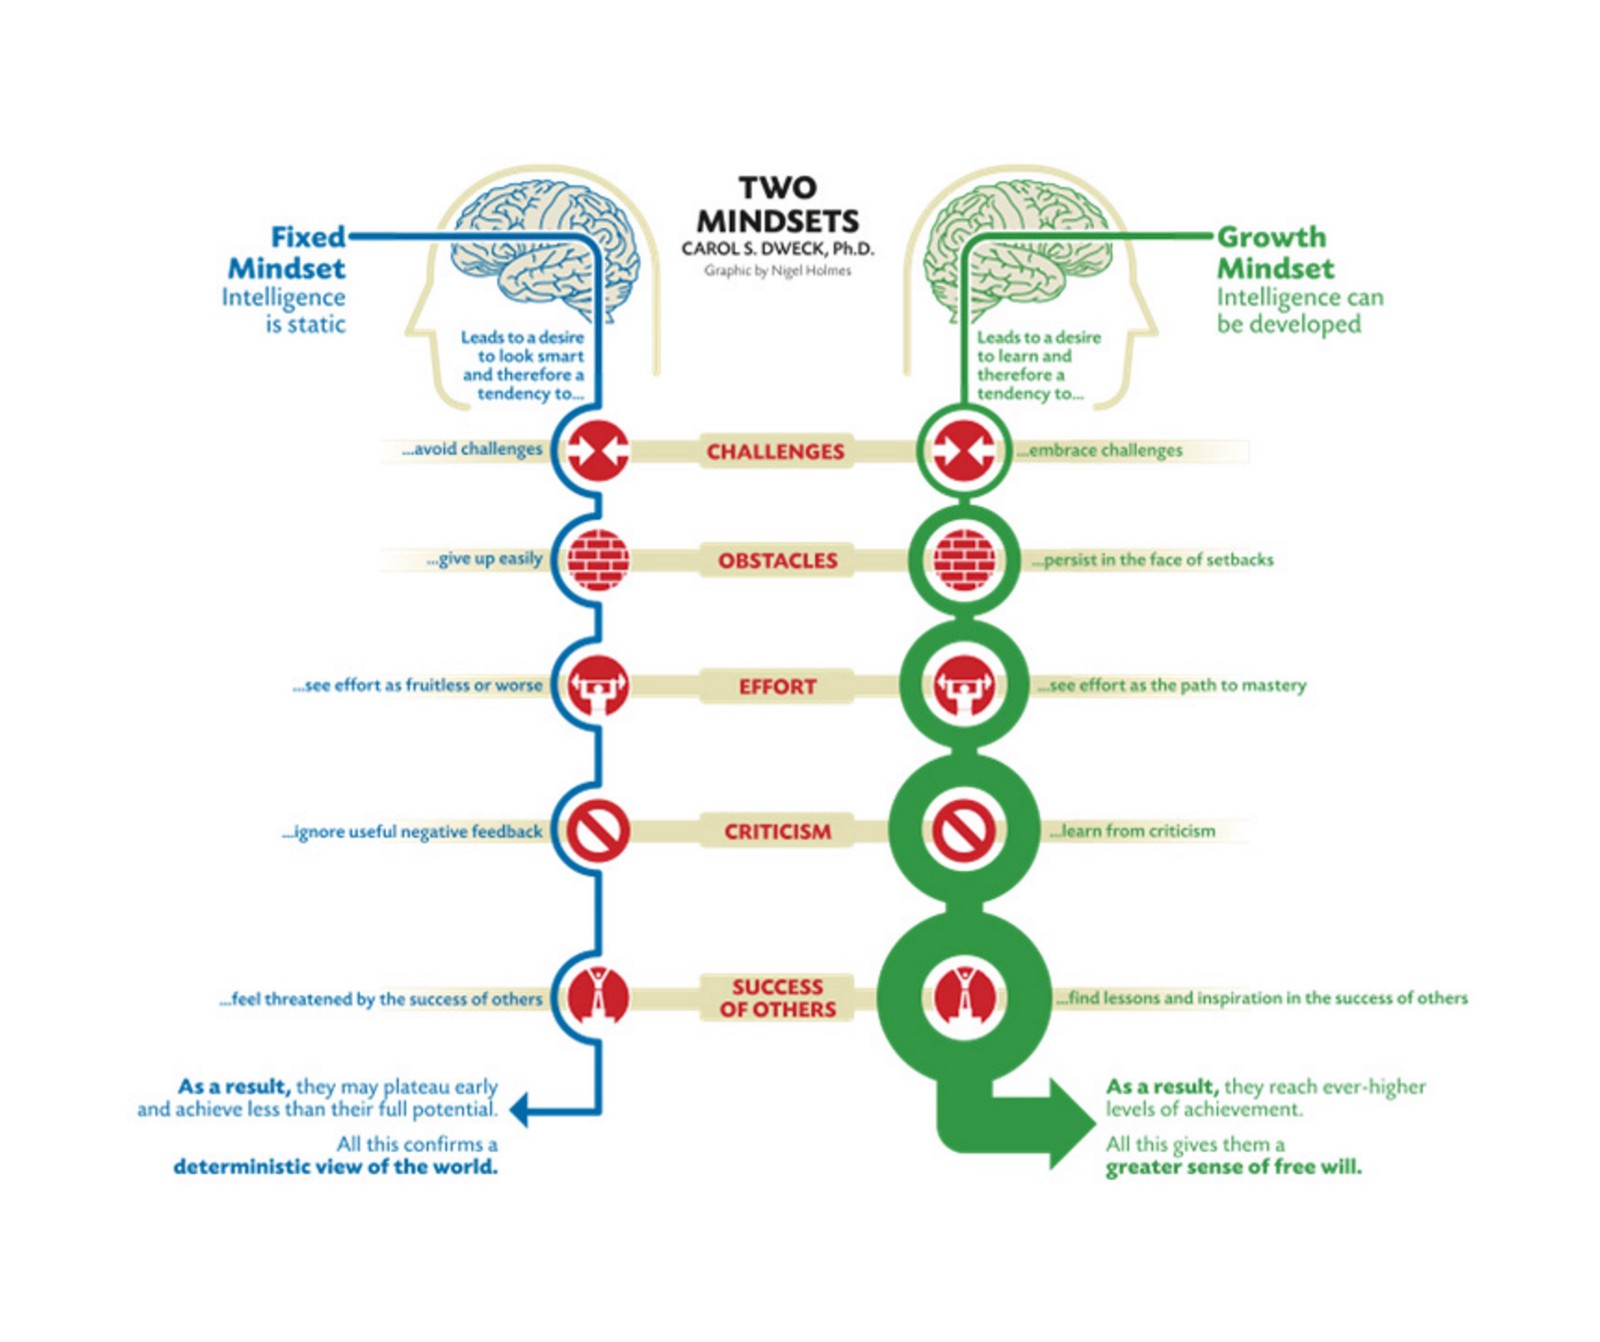 TWO
MINDSETS
CAROL S. DWECK, Ph.D.
Graphic by Nigel Holmes
Fixed
Mindset
Intelligence
is static
Growth
Mindset
Intelligence can
be developed
Leads to a desire
to look smart
and therefore a
tendency to...
Leads to a desire
to learn and
therefore a
tendency to...
...avoid challenges
CHALLENGES
...embrace challenges
...give up easily
OBSTACLES
...persist in the face of setbacks
...see effort as fruitless or worse
EFFORT
...see effort as the path to mastery
...ignore useful negative feedback
CRITICISM
...learn from criticism
...feel threatened by the success of others
SUCCESS
OF OTHERS
...find lessons and inspiration in the success of others
As a result, they may plateau early
and achieve less than their full potential.
All this confirms a
deterministic view of the world.
As a result, they reach ever-higher
levels of achievement.
All this gives them a
greater sense of free will.